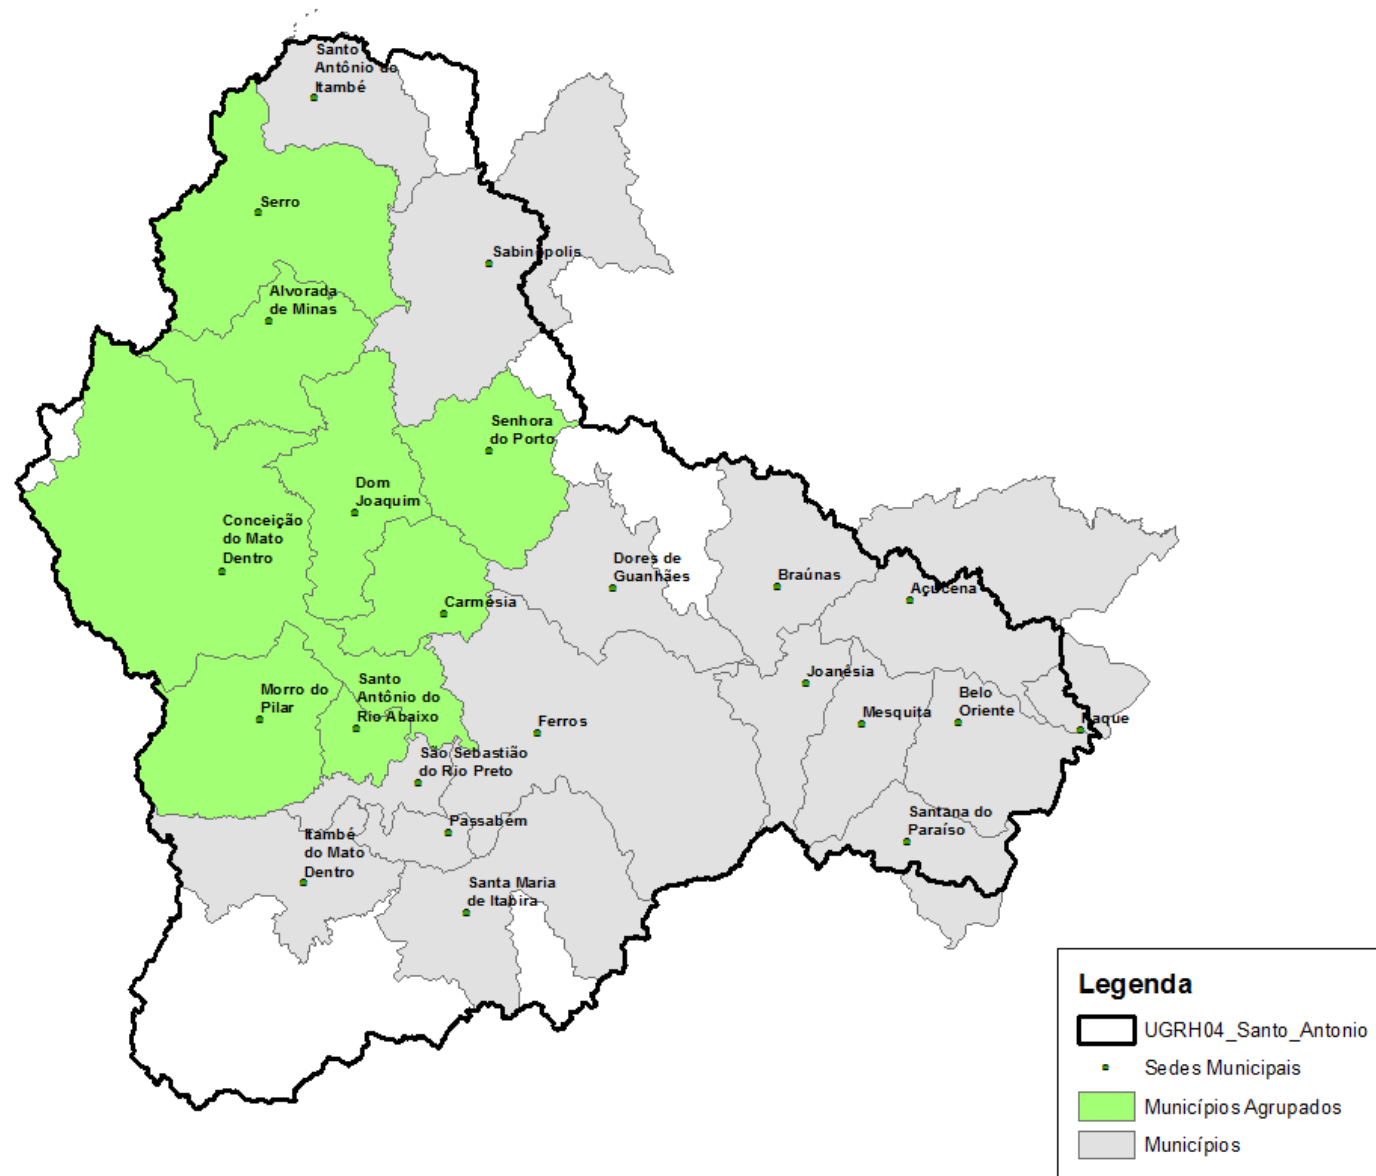 Santo
Antônio do
Itambé
Serro
Sabinópolis
Alvorada
de Minas
Senhora
do Porto
Dom
Joaquim
Conceição
do Mato
Dentro
Dores de
Guanhães
Braúnas
Açucena
Carmésia
Santo
Antônio do
Rio Abaixo
Morro do
Pilar
Joanésia
Belo
Oriente
Mesquita
Naque
Ferros
São Sebastião
do Rio Preto
Passabém
Santana do
Paraíso
Itambé
do Mato
Dentro
Santa Maria
de Itabira
Legenda
UGRH04_Santo_Antonio
Sedes Municipais
Municípios Agrupados
Municípios